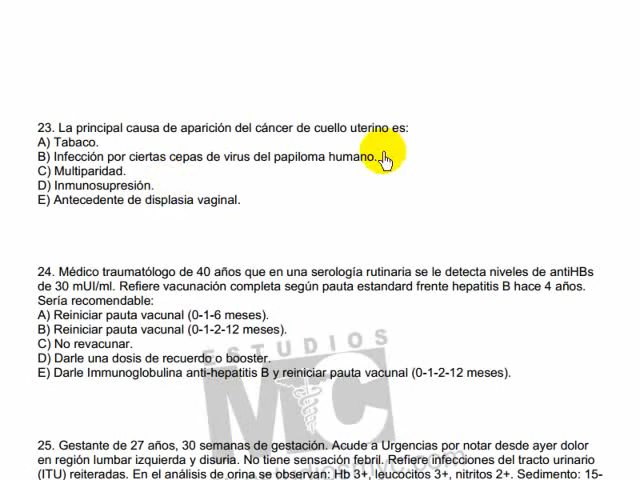 23. La principal causa de aparición del cáncer de cuello uterino es:
A) Tabaco.
B) Infección por ciertas cepas de virus del papiloma humano.
C) Multiparidad.
D) Inmunosupresión.
E) Antecedente de displasia vaginal.
24. Médico traumatólogo de 40 años que en una serología rutinaria se le detecta niveles de antiHBs
de 30 mUI/ml. Refiere vacunación completa según pauta estandard frente hepatitis B hace 4 años.
Sería recomendable:
A) Reiniciar pauta vacunal (0-1-6 meses).
B) Reiniciar pauta vacunal (0-1-2-12 meses).
C) No revacunar.
ESTUDIOS
D) Darle una dosis de recuerdo o booster.
E) Darle Immunoglobulina anti-hepatitis B y reiniciar pauta vacunal (0-1-2-12 meses).
MC
25. Gestante de 27 años, 30 semanas de gestación. Acude a Urgencias por notar desde ayer dolor
en región lumbar izquierda y disuria. No tiene sensación febril. Refiere infecciones del tracto urinario
(ITU) reiteradas. En el análisis de orina se observan: Hb 3+, leucocitos 3+, nitritos 2+. Sedimento: 15-